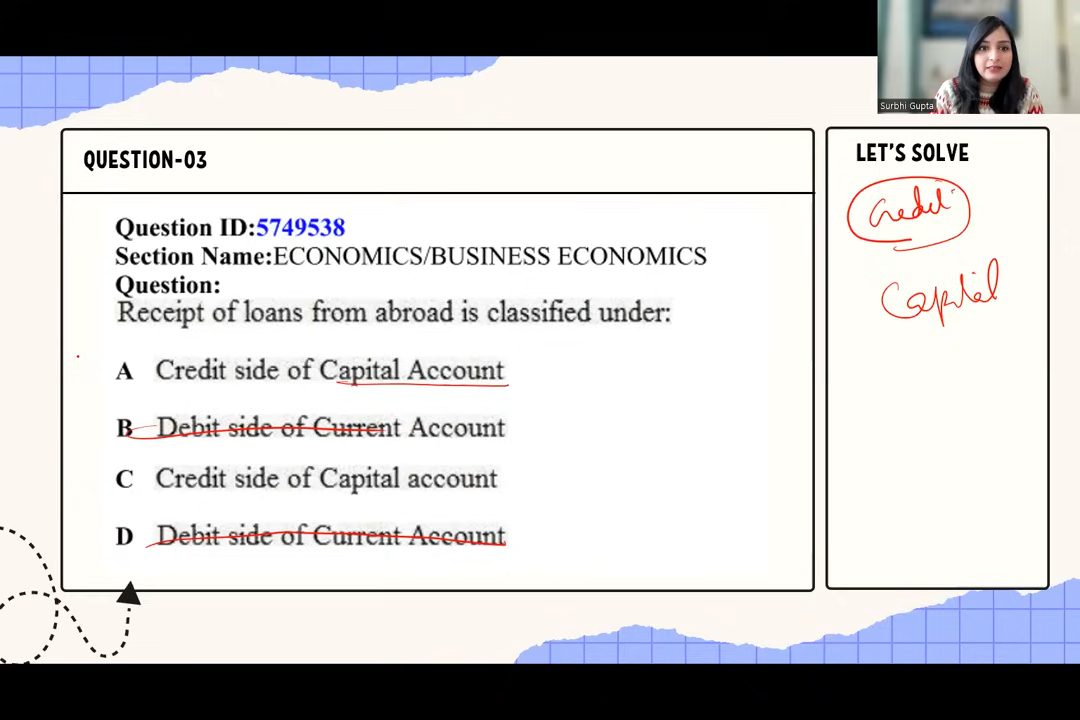 Surbhi Gupta
QUESTION-03
LET'S SOLVE
Credit
Capital
Question ID:5749538
Section Name:ECONOMICS/BUSINESS ECONOMICS
Question:
Receipt of loans from abroad is classified under:
A Credit side of Capital Account
B Debit side of Current Account
C Credit side of Capital account
D Debit side of Current Account